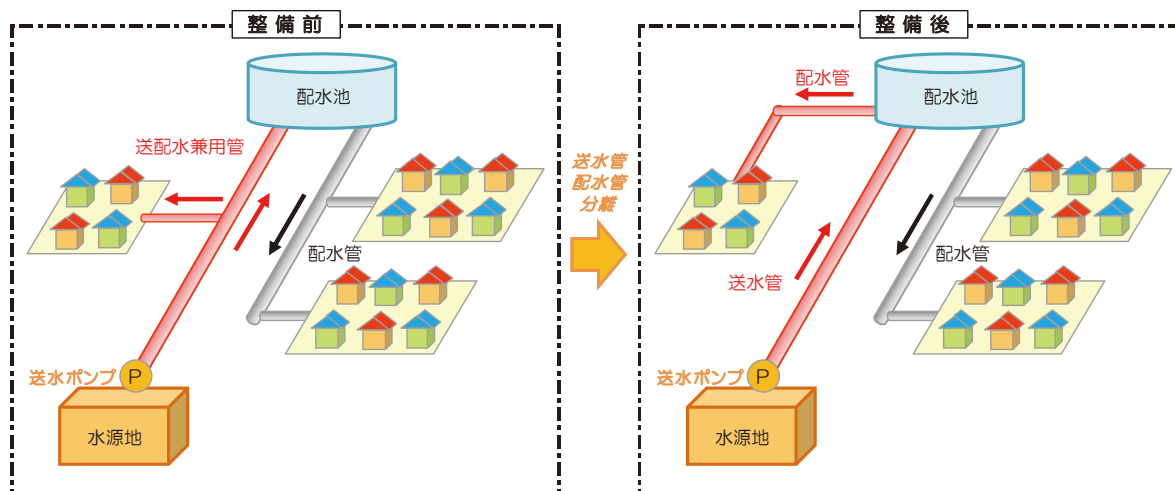 整備前
配水池
送配水兼用管
配水管
送水ポンプ
P
水源地
送水管
配水管
分離
整備後
配水管
配水池
配水管
送水管
送水ポンプ
P
水源地